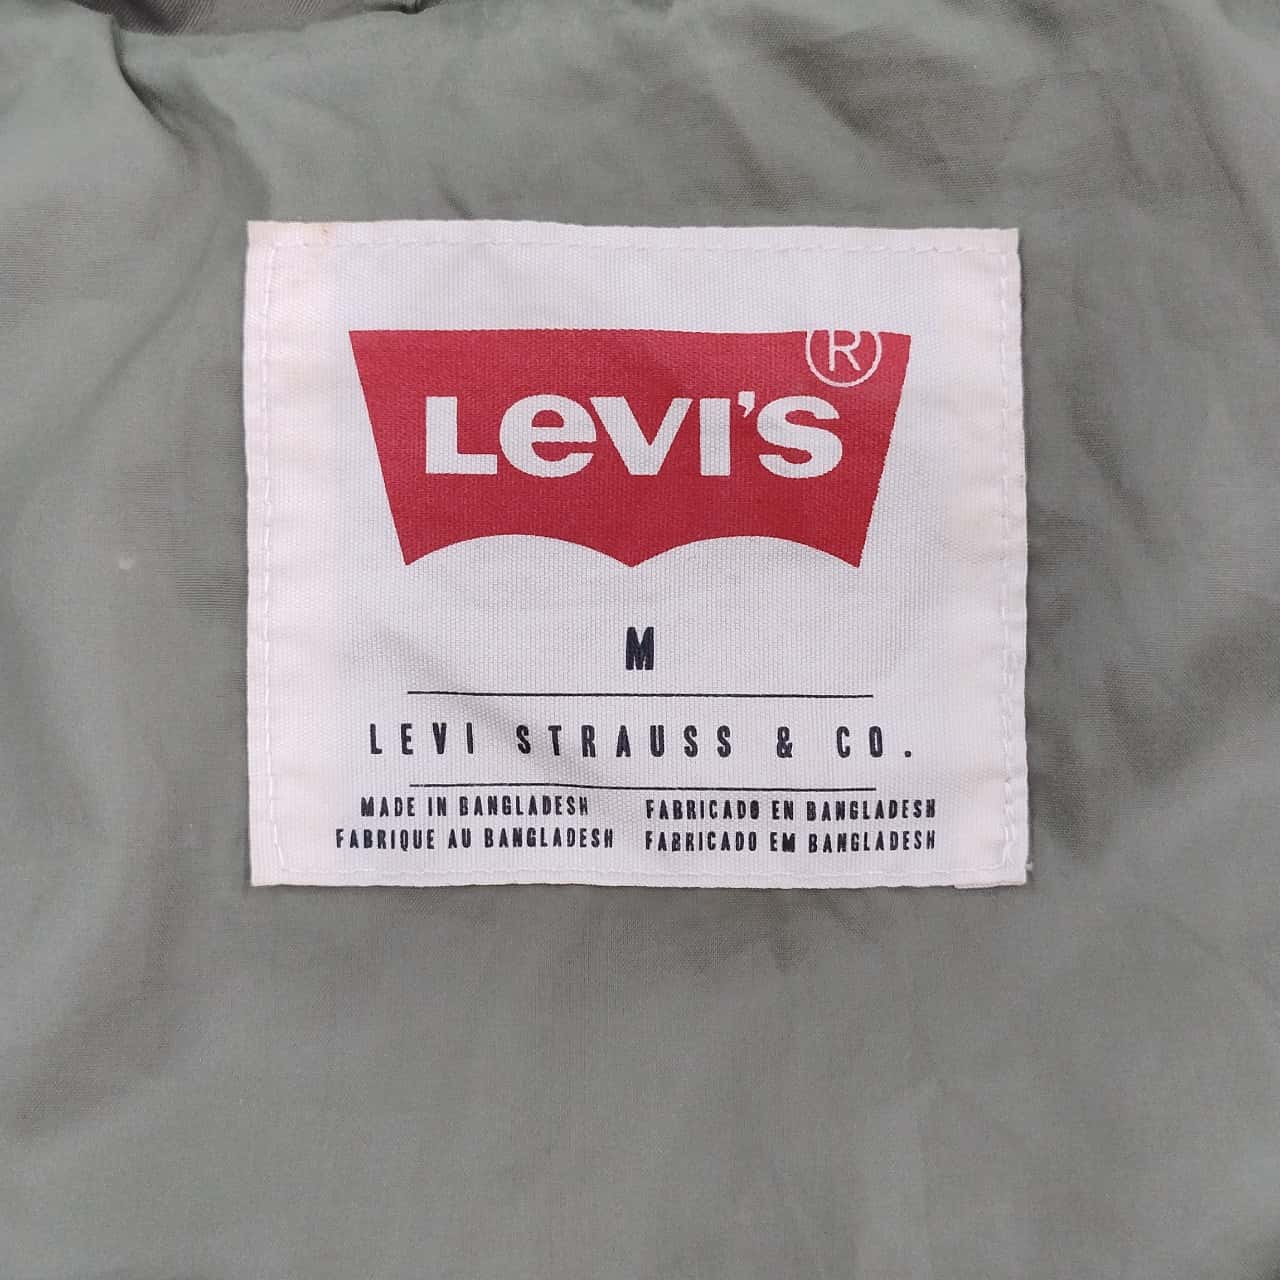 LEVI'S ®
M
LEVI STRAUSS & CO.
MADE IN BANGLADESH FABRICADO EN BANGLADESH
FABRIQUE AU BANGLADESH FABRICADO EM BANGLADESH